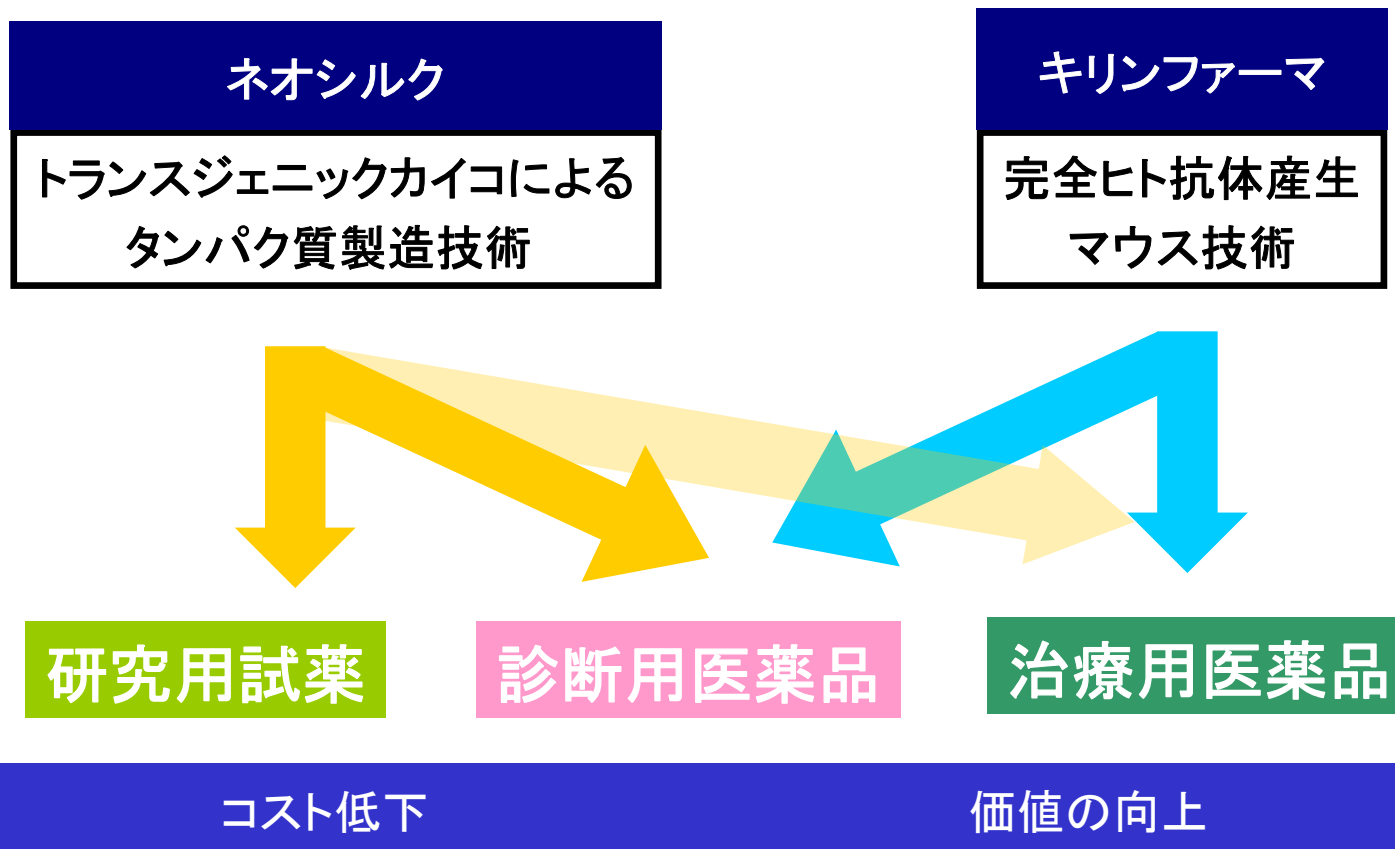 ネオシルク
トランスジェニックカイコによる
タンパク質製造技術
キリンファーマ
完全ヒト抗体産生
マウス技術
研究用試薬
診断用医薬品
治療用医薬品
コスト低下
価値の向上